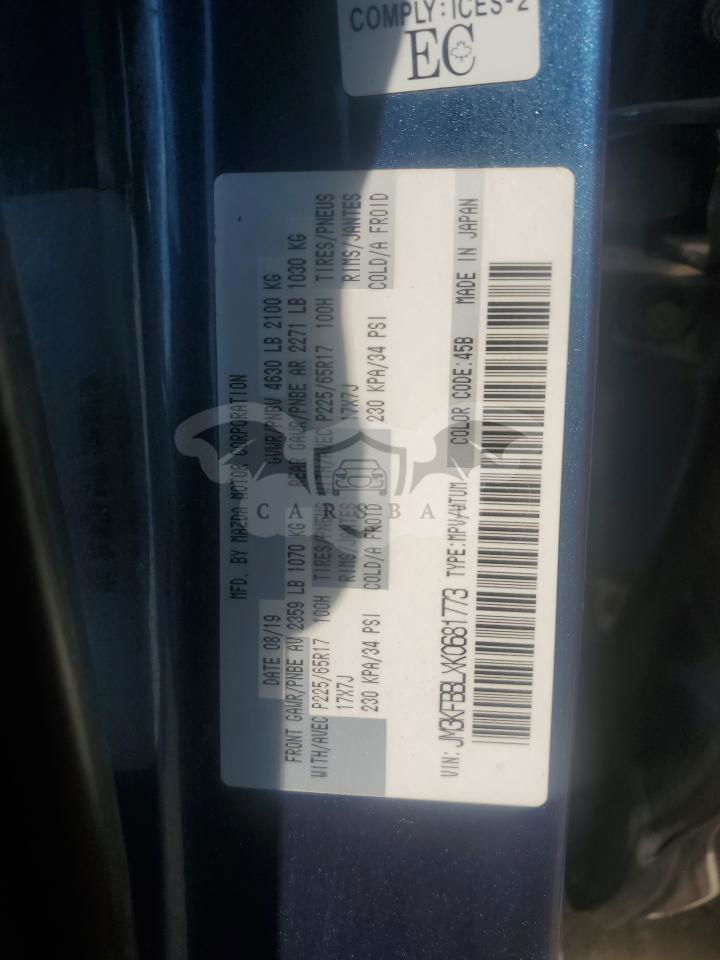 COMPLY:ICES-2
EC
MFD. BY MAZDA MOTOR CORPORATION
DATE 08/19 GVWR/PNBV 4630 LB 2100 KG
FRONT GAWR/PNBE AV 2359 LB 1070 KG REAR GAWR/PNBE AR 2271 LB 1030 KG
WITH/AVEC P225/65R17 100H TIRES/PNEUS WITH/AVEC P225/65R17 100H TIRES/PNEUS
17X7J RIMS/JANTES 17X7J RIMS/JANTES
230 KPA/34 PSI COLD/A FROID 230 KPA/34 PSI COLD/A FROID
VIN: JM3KFBBLXK0681773 TYPE:MPV/WTUM COLOR CODE:45B MADE IN JAPAN
CARSBA